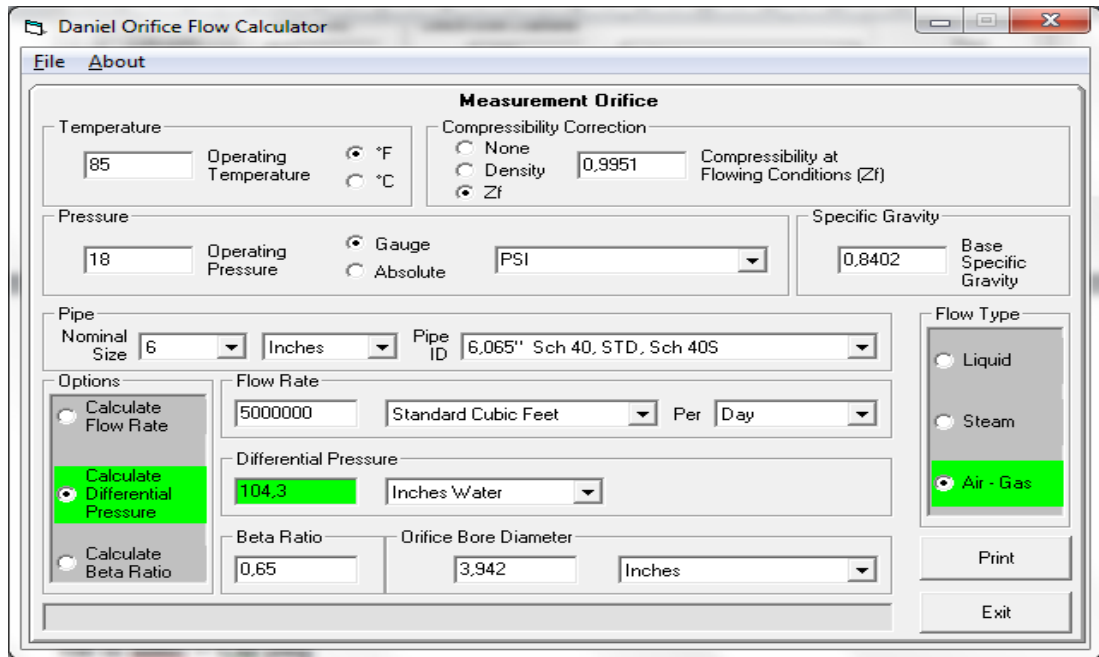 Daniel Orifice Flow Calculator
File About
Measurement Orifice
Temperature
85
Operating
Temperature
°F
°C
Compressibility Correction
None
Density
Zf
0,9951
Compressibility at
Flowing Conditions (Zf)
Pressure
18
Operating
Pressure
Gauge
Absolute
PSI
Specific Gravity
0,8402
Base
Specific
Gravity
Pipe
Nominal
Size
6
Inches
Pipe
ID
6,065" Sch 40, STD, Sch 40S
Flow Type
Liquid
Steam
Air - Gas
Options
Calculate
Flow Rate
Calculate
Differential
Pressure
Calculate
Beta Ratio
Flow Rate
5000000
Standard Cubic Feet
Per
Day
Differential Pressure
104,3
Inches Water
Beta Ratio
0,65
Orifice Bore Diameter
3,942
Inches
Print
Exit